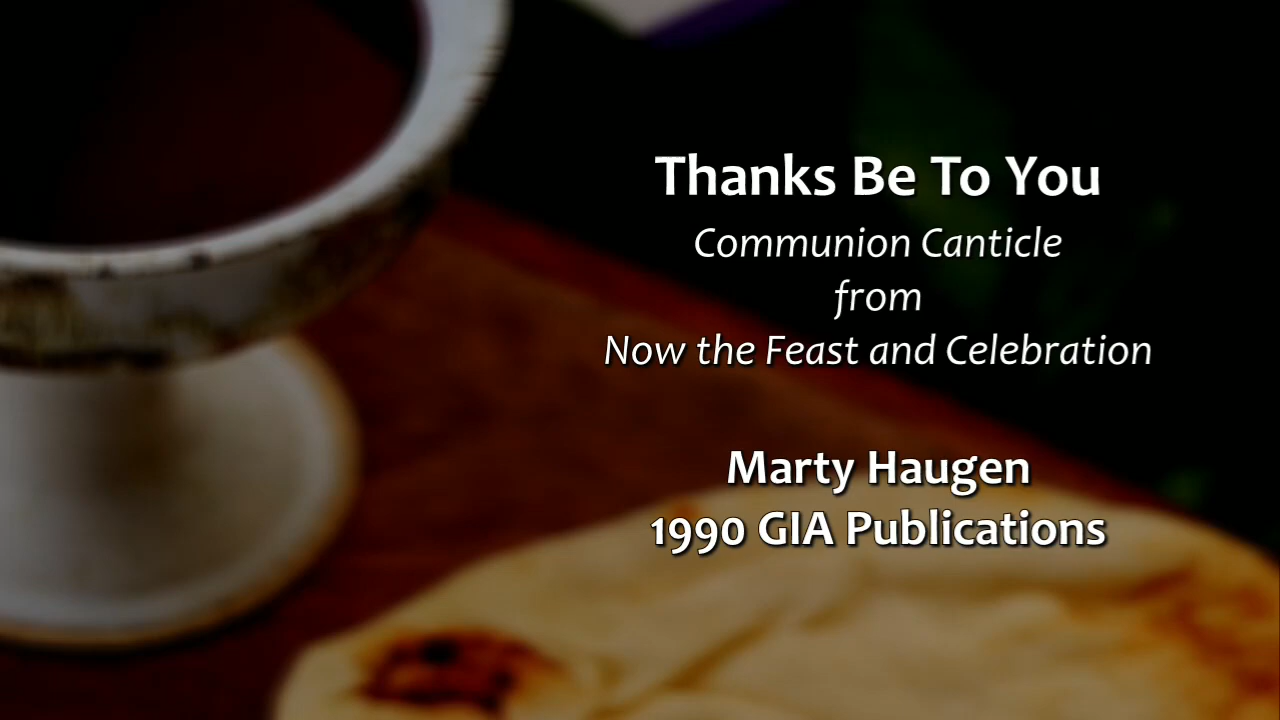 Thanks Be To You
Communion Canticle
from
Now the Feast and Celebration
Marty Haugen
1990 GIA Publications